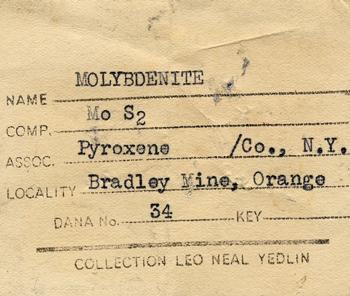 MOLYBDENITE
NAME
Mo S2
COMP.
Pyroxene /Co., N.Y.
ASSOC.
Bradley Mine, Orange
LOCALITY
DANA No. 34 KEY
COLLECTION LEO NEAL YEDLIN